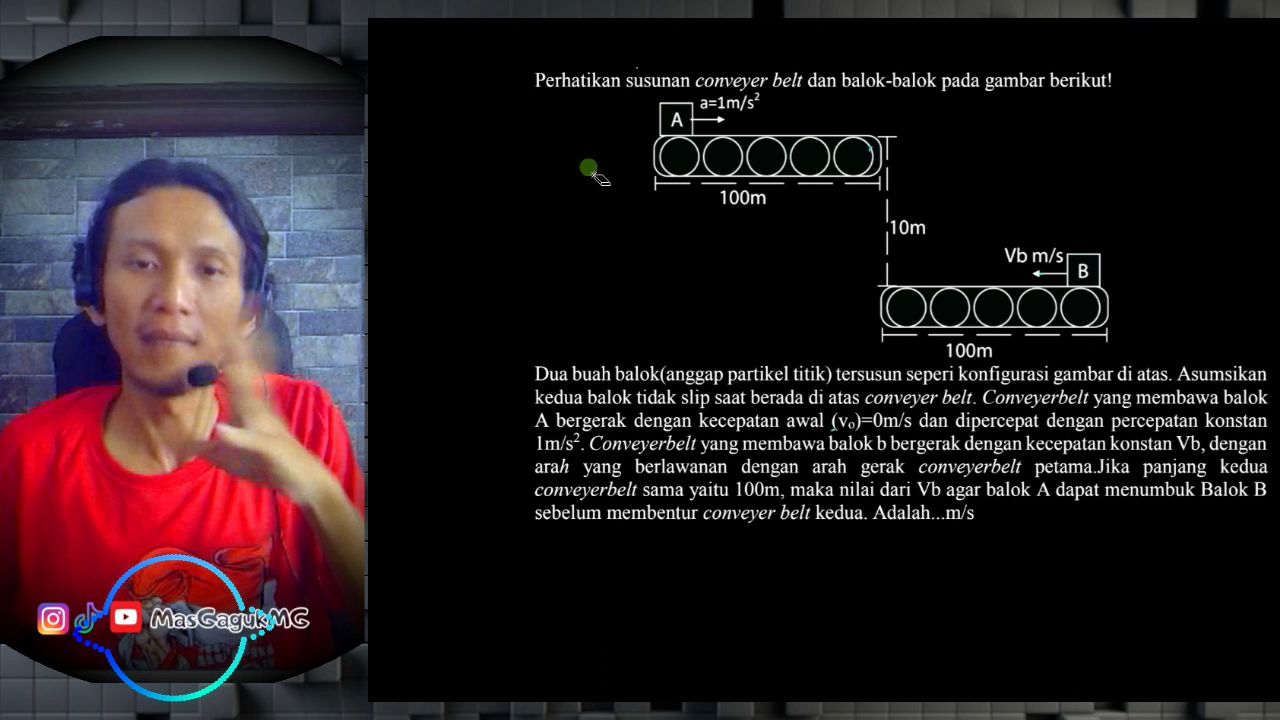 Perhatikan susunan conveyer belt dan balok-balok pada gambar berikut!
a=1m/s²
A
100m
10m
Vb m/s
B
100m
Dua buah balok(anggap partikel titik) tersusun seperi konfigurasi gambar di atas. Asumsikan
kedua balok tidak slip saat berada di atas conveyer belt. Conveyerbelt yang membawa balok
A bergerak dengan kecepatan awal (v₀)=0m/s dan dipercepat dengan percepatan konstan
1m/s². Conveyerbelt yang membawa balok b bergerak dengan kecepatan konstan Vb, dengan
arah yang berlawanan dengan arah gerak conveyerbelt petama.Jika panjang kedua
conveyerbelt sama yaitu 100m, maka nilai dari Vb agar balok A dapat menumbuk Balok B
sebelum membentur conveyer belt kedua. Adalah...m/s
MasGagukMG